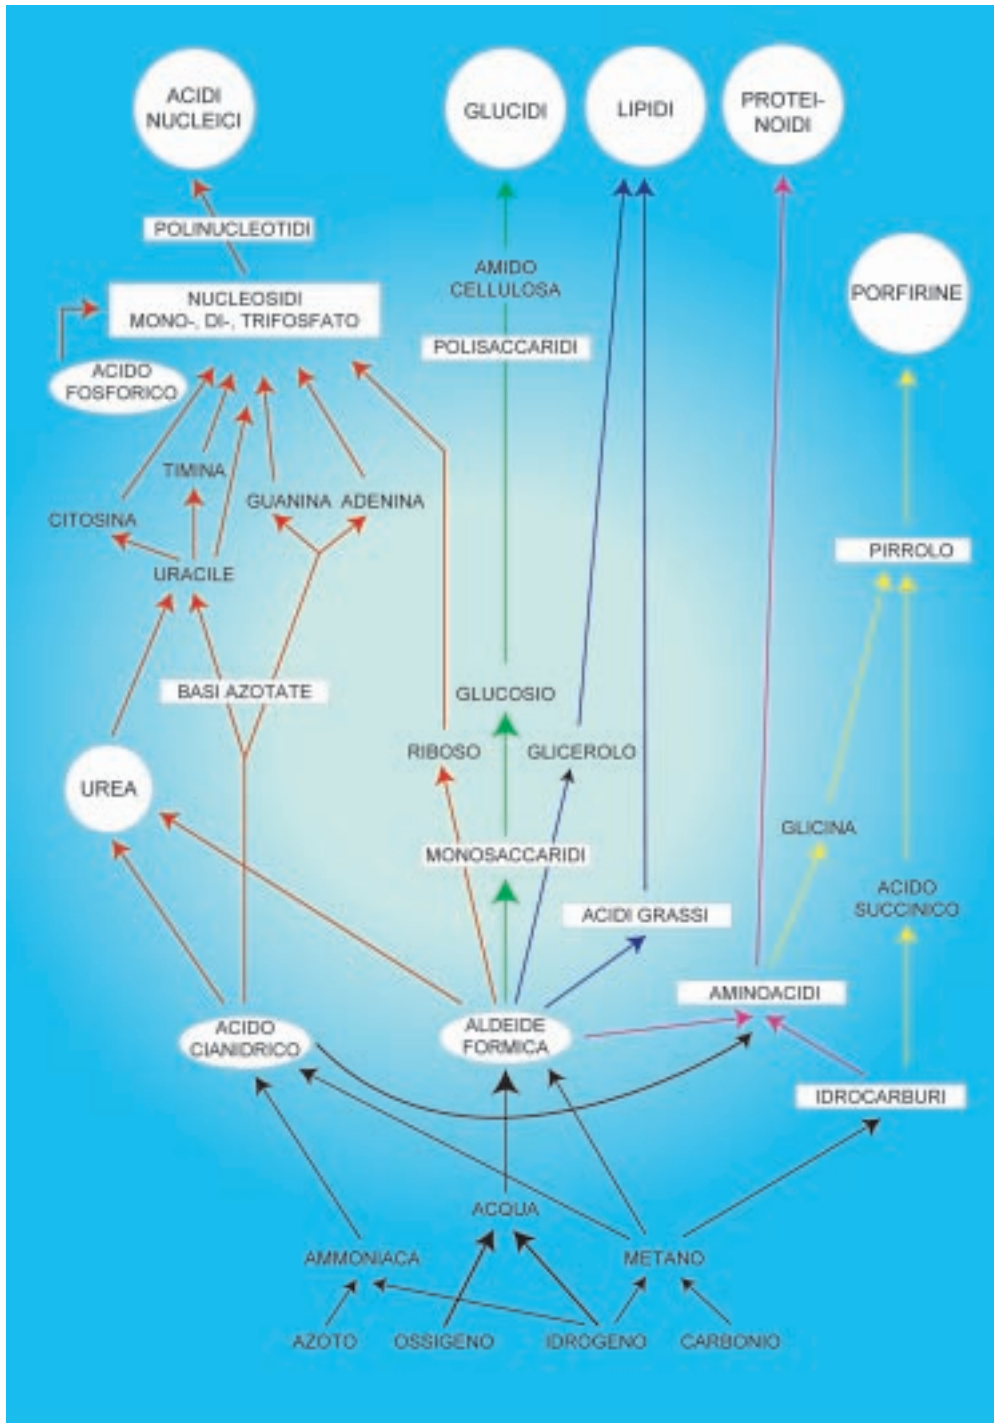 ACIDI
NUCLEICI
GLUCIDI
LIPIDI
PROTEI-
NOIDI
POLINUCLEOTIDI
AMIDO
CELLULOSA
PORFIRINE
NUCLEOSIDI
MONO-, DI-, TRIFOSFATO
POLISACCARIDI
ACIDO
FOSFORICO
TIMINA
GUANINA
ADENINA
CITOSINA
URACILE
PIRROLO
BASI AZOTATE
GLUCOSIO
RIBOSO
GLICEROLO
UREA
GLICINA
MONOSACCARIDI
ACIDI GRASSI
ACIDO
SUCCINICO
AMINOACIDI
ACIDO
CIANIDRICO
ALDEIDE
FORMICA
IDROCARBURI
ACQUA
AMMONIACA
METANO
AZOTO
OSSIGENO
IDROGENO
CARBONIO